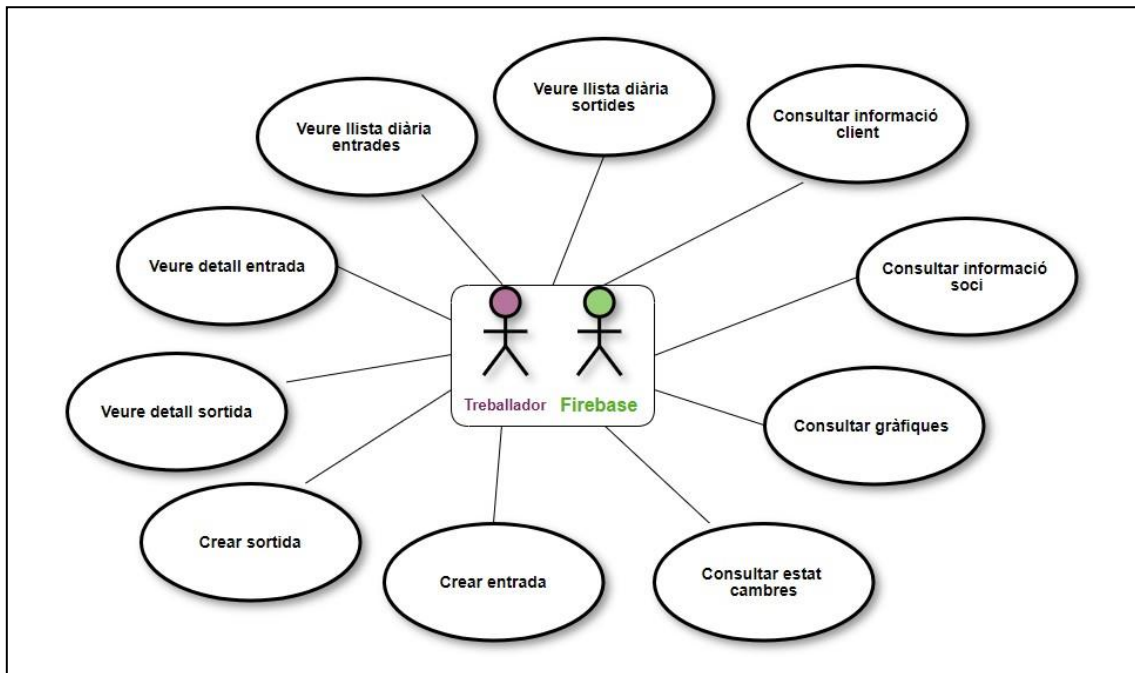 Veure llista diària
sortides
Veure llista diària
entrades
Consultar informació
client
Veure detall entrada
Consultar informació
soci
Treballador
Firebase
Veure detall sortida
Consultar gràfiques
Crear sortida
Crear entrada
Consultar estat
cambres